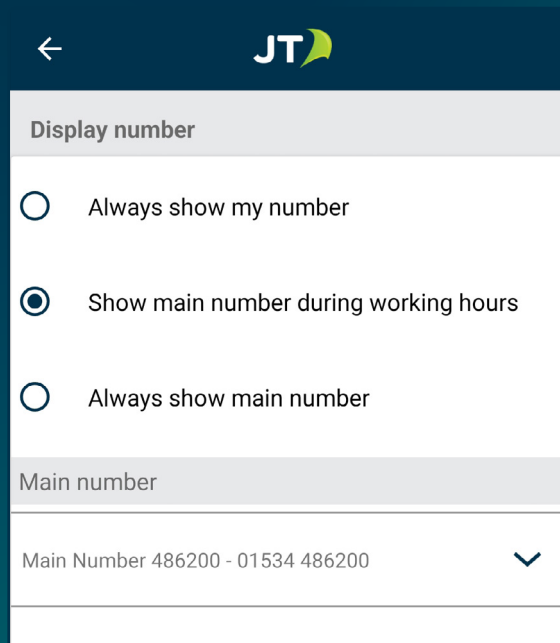 JT
Display number
Always show my number
Show main number during working hours
Always show main number
Main number
Main Number 486200 - 01534 486200